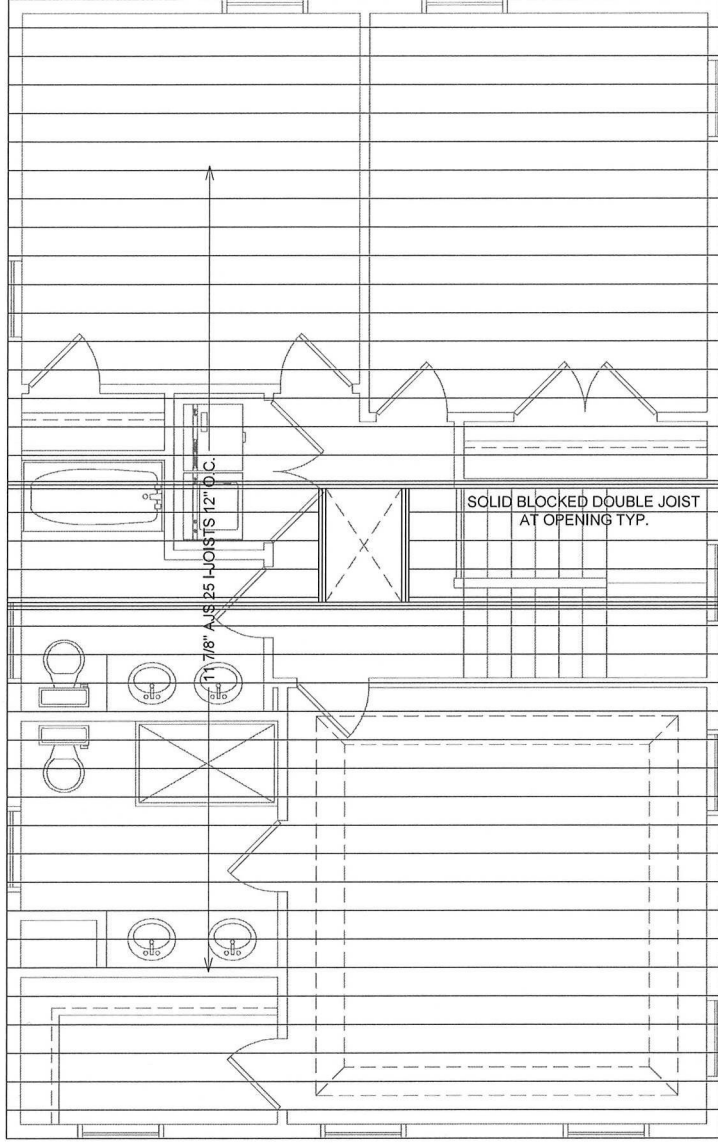 11 7/8" AJS 25 I-JOISTS 12" O.C.
SOLID BLOCKED DOUBLE JOIST
AT OPENING TYP.